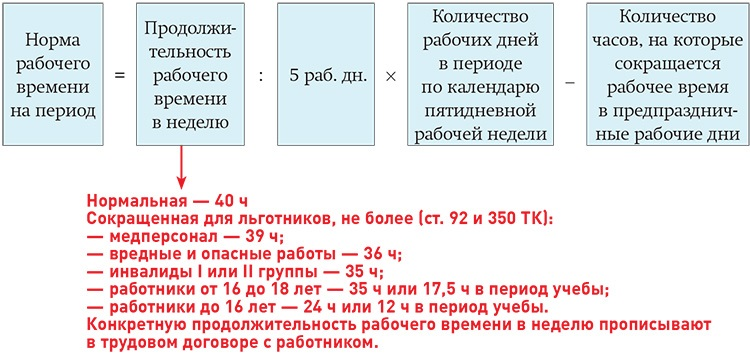 Норма
рабочего
времени
на период
=
Продолжи-
тельность
рабочего
времени
в неделю
:
5 раб. дн.
×
Количество
рабочих дней
в периоде
по календарю
пятидневной
рабочей недели
–
Количество
часов, на которые
сокращается
рабочее время
в предпразднич-
ные рабочие дни
Нормальная — 40 ч
Сокращенная для льготников, не более (ст. 92 и 350 ТК):
— медперсонал — 39 ч;
— вредные и опасные работы — 36 ч;
— инвалиды I или II группы — 35 ч;
— работники от 16 до 18 лет — 35 ч или 17,5 ч в период учебы;
— работники до 16 лет — 24 ч или 12 ч в период учебы.
Конкретную продолжительность рабочего времени в неделю прописывают
в трудовом договоре с работником.